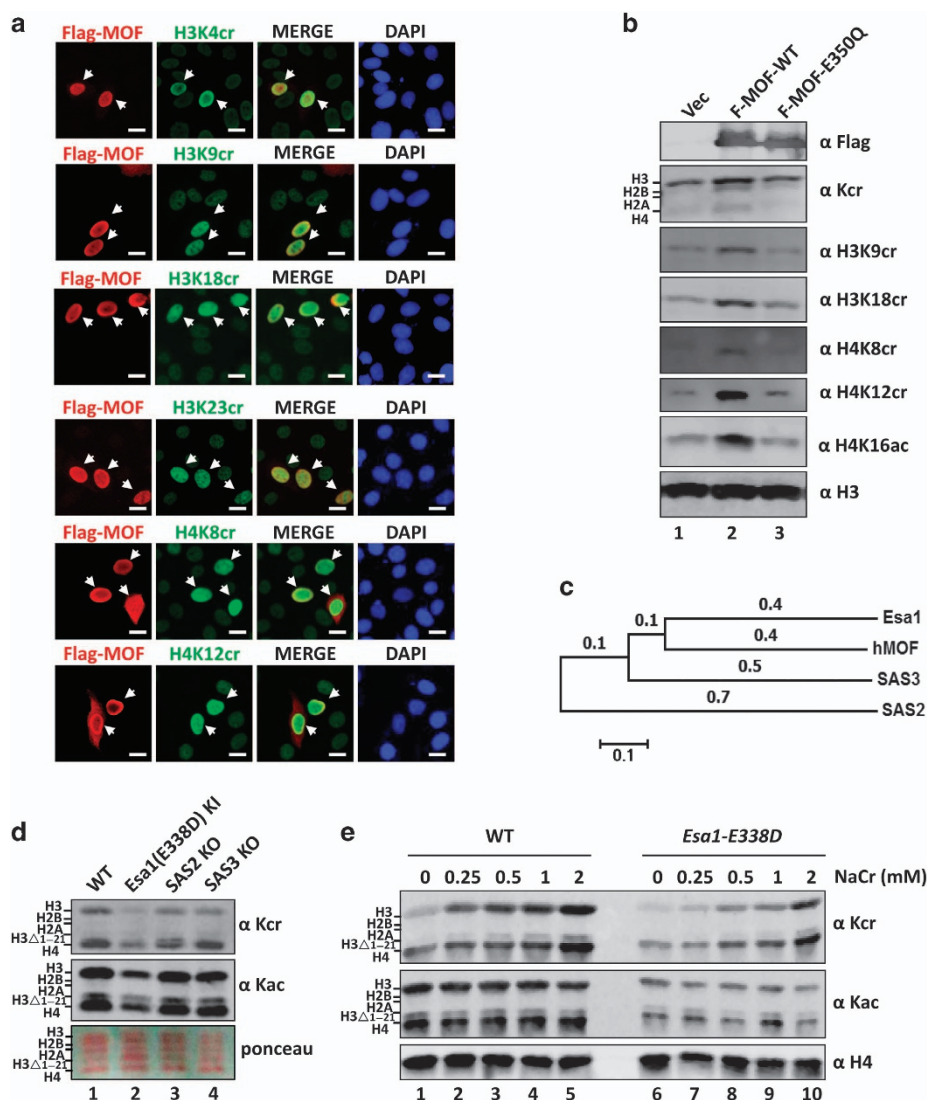 a
Flag-MOF H3K4cr MERGE DAPI
Flag-MOF H3K9cr MERGE DAPI
Flag-MOF H3K18cr MERGE DAPI
Flag-MOF H3K23cr MERGE DAPI
Flag-MOF H4K8cr MERGE DAPI
Flag-MOF H4K12cr MERGE DAPI
b
Vec F-MOF-WT F-MOF-E350Q
α Flag
H3
H2B
H2A
H4
α Kcr
α H3K9cr
α H3K18cr
α H4K8cr
α H4K12cr
α H4K16ac
α H3
1 2 3
c
0.1 0.1 0.4 Esa1
0.4 hMOF
0.5 SAS3
0.7 SAS2
0.1
d
WT Esa1(E338D) KI SAS2 KO SAS3 KO
H3
H2B
H2A
H3△1–21
H4
α Kcr
H3
H2B
H2A
H3△1–21
H4
α Kac
H3
H2B
H2A
H3△1–21
H4
ponceau
1 2 3 4
e
WT Esa1-E338D
0 0.25 0.5 1 2 0 0.25 0.5 1 2 NaCr (mM)
H3
H2B
H2A
H3△1–21
H4
α Kcr
H3
H2B
H2A
H3△1–21
H4
α Kac
α H4
1 2 3 4 5 6 7 8 9 10